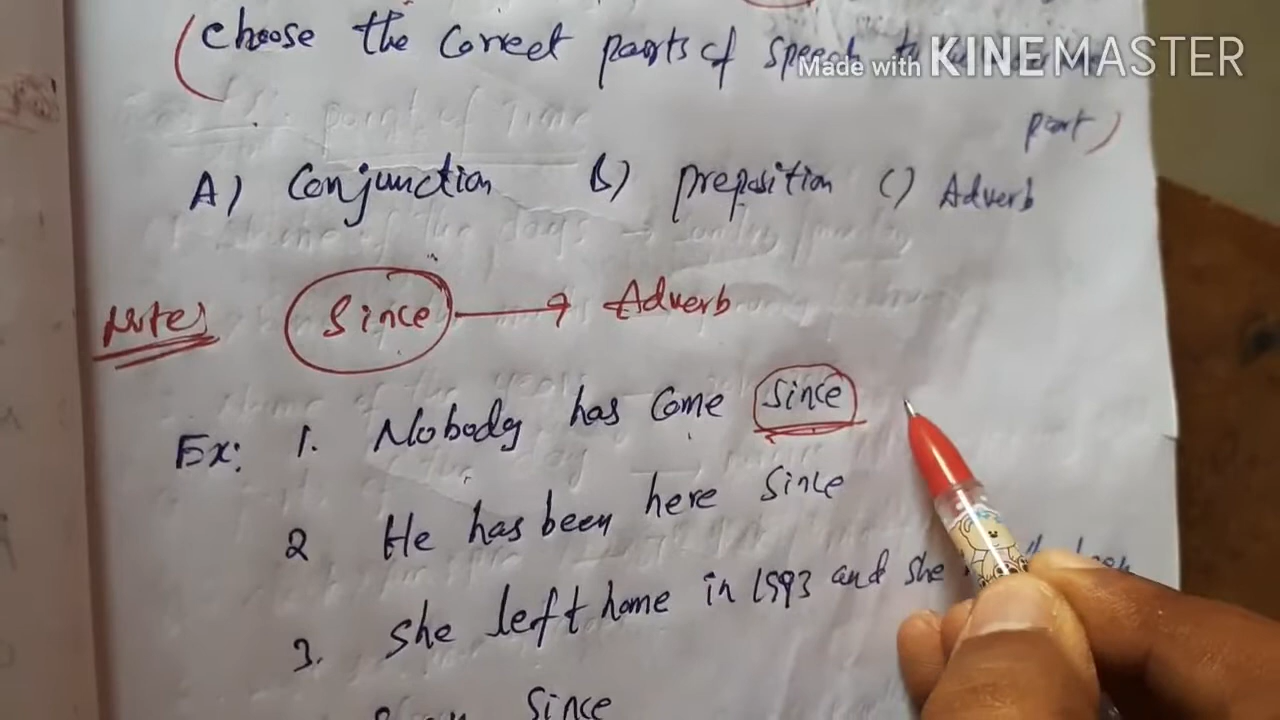 (Choose the Correct parts of speech
Made with KINEMASTER
part)
A) Conjunction B) preposition C) Adverb
Notes Since → Adverb
Ex: 1. Nobody has Come Since
2 He has been here Since
3. She left home in 1993 and she
Since